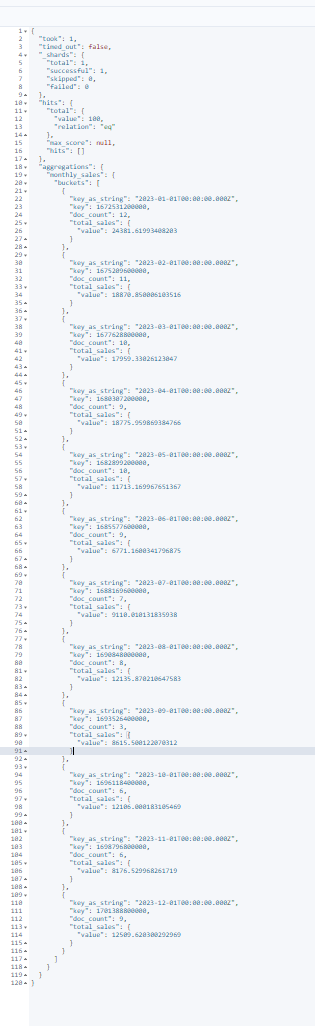 1 {
2 "took": 1,
3 "timed_out": false,
4 "_shards": {
5 "total": 1,
6 "successful": 1,
7 "skipped": 0,
8 "failed": 0
9 },
10 "hits": {
11 "total": {
12 "value": 100,
13 "relation": "eq"
14 },
15 "max_score": null,
16 "hits": []
17 },
18 "aggregations": {
19 "monthly_sales": {
20 "buckets": [
21 {
22 "key_as_string": "2023-01-01T00:00:00.000Z",
23 "key": 1672531200000,
24 "doc_count": 12,
25 "total_sales": {
26 "value": 24381.61993408203
27 }
28 },
29 {
30 "key_as_string": "2023-02-01T00:00:00.000Z",
31 "key": 1675209600000,
32 "doc_count": 11,
33 "total_sales": {
34 "value": 18870.850006103516
35 }
36 },
37 {
38 "key_as_string": "2023-03-01T00:00:00.000Z",
39 "key": 1677628800000,
40 "doc_count": 10,
41 "total_sales": {
42 "value": 17959.33026123047
43 }
44 },
45 {
46 "key_as_string": "2023-04-01T00:00:00.000Z",
47 "key": 1680307200000,
48 "doc_count": 9,
49 "total_sales": {
50 "value": 18775.959869384766
51 }
52 },
53 {
54 "key_as_string": "2023-05-01T00:00:00.000Z",
55 "key": 1682899200000,
56 "doc_count": 10,
57 "total_sales": {
58 "value": 11713.169967651367
59 }
60 },
61 {
62 "key_as_string": "2023-06-01T00:00:00.000Z",
63 "key": 1685577600000,
64 "doc_count": 9,
65 "total_sales": {
66 "value": 6771.1600341796875
67 }
68 },
69 {
70 "key_as_string": "2023-07-01T00:00:00.000Z",
71 "key": 1688169600000,
72 "doc_count": 7,
73 "total_sales": {
74 "value": 9110.010131835938
75 }
76 },
77 {
78 "key_as_string": "2023-08-01T00:00:00.000Z",
79 "key": 1690848000000,
80 "doc_count": 8,
81 "total_sales": {
82 "value": 12135.870210647583
83 }
84 },
85 {
86 "key_as_string": "2023-09-01T00:00:00.000Z",
87 "key": 1693526400000,
88 "doc_count": 3,
89 "total_sales": {
90 "value": 8615.500122070312
91 }
92 },
93 {
94 "key_as_string": "2023-10-01T00:00:00.000Z",
95 "key": 1696118400000,
96 "doc_count": 6,
97 "total_sales": {
98 "value": 12106.000183105469
99 }
100 },
101 {
102 "key_as_string": "2023-11-01T00:00:00.000Z",
103 "key": 1698796800000,
104 "doc_count": 6,
105 "total_sales": {
106 "value": 8176.529968261719
107 }
108 },
109 {
110 "key_as_string": "2023-12-01T00:00:00.000Z",
111 "key": 1701388800000,
112 "doc_count": 9,
113 "total_sales": {
114 "value": 12509.620300292969
115 }
116 }
117 ]
118 }
119 }
120 }